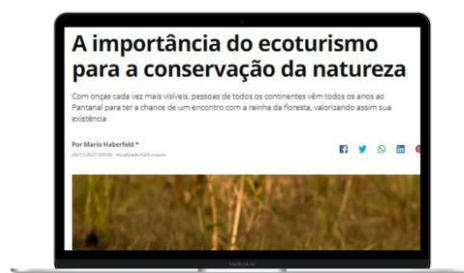 A importância do ecoturismo
para a conservação da natureza
Com onças cada vez mais visíveis, pessoas de todos os continentes vêm todos os anos ao
Pantanal para ter a chance de um encontro com a rainha da floresta, valorizando assim sua
existência
Por Mario Haberfeld *
MacBook Air